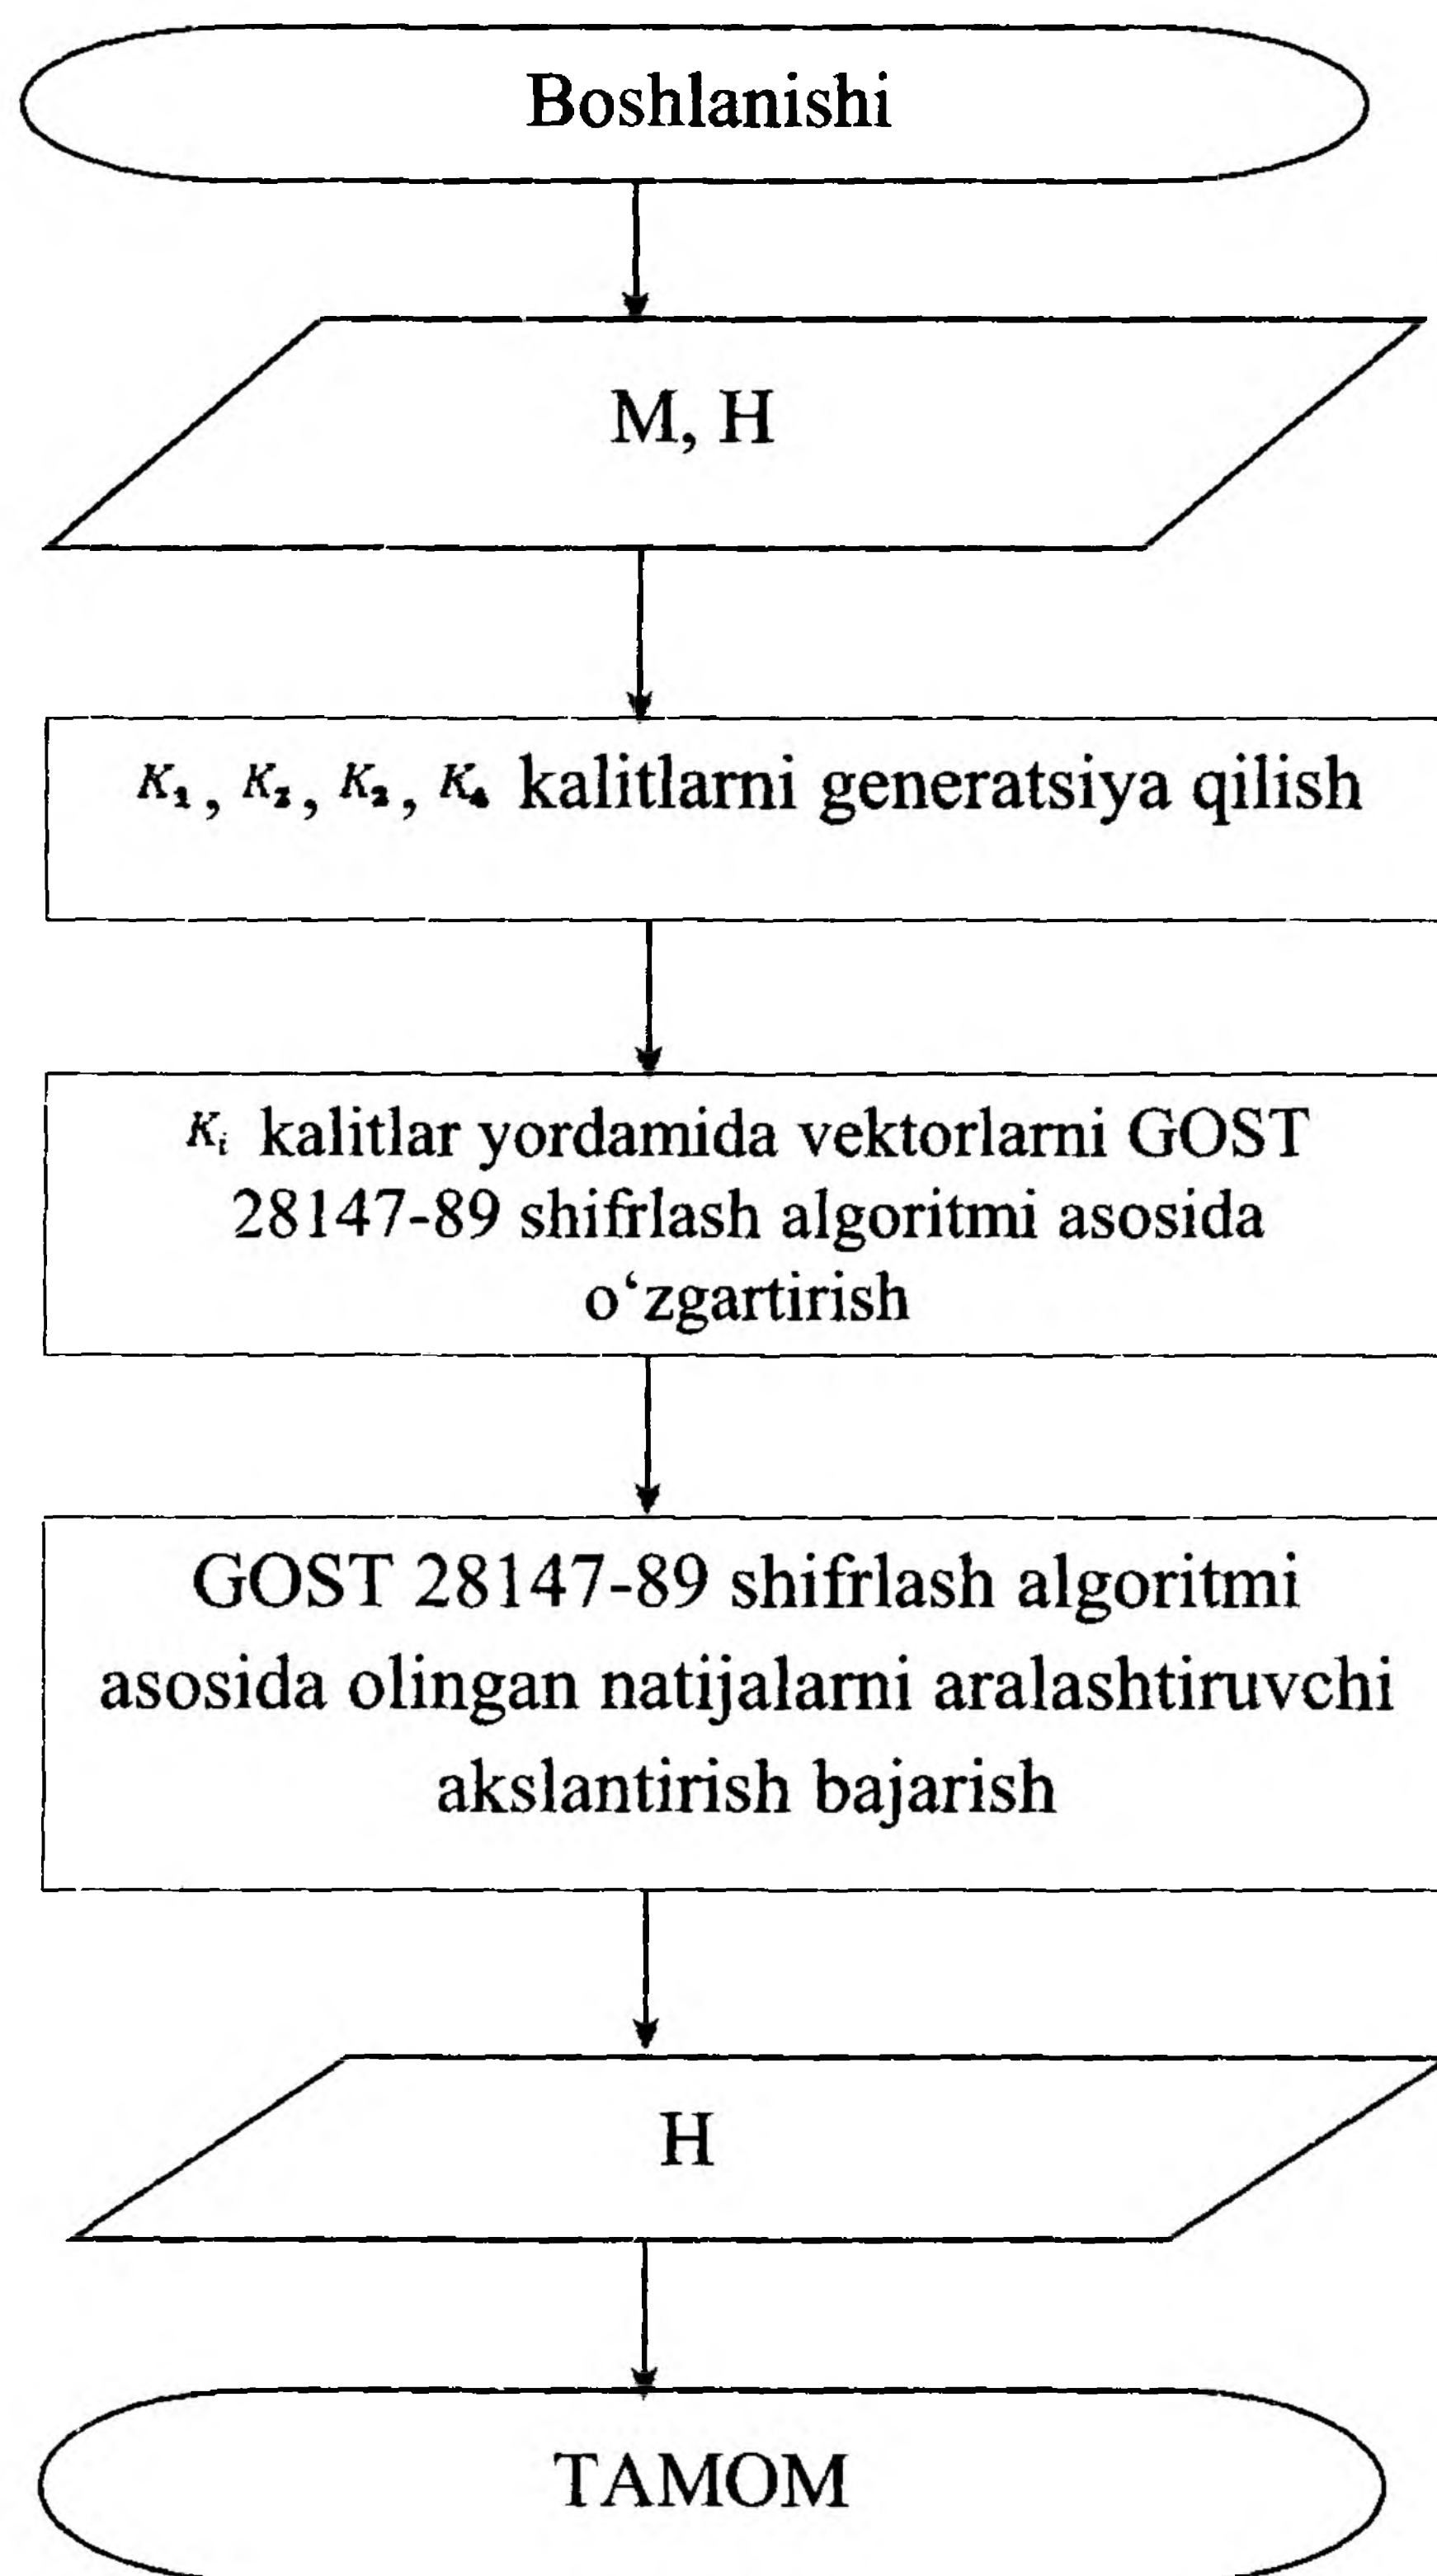 Boshlanishi
M, H
K₁, K₂, K₃, K₄ kalitlarni generatsiya qilish
Kᵢ kalitlar yordamida vektorlarni GOST
28147-89 shifrlash algoritmi asosida
o‘zgartirish
GOST 28147-89 shifrlash algoritmi
asosida olingan natijalarni aralashtiruvchi
akslantirish bajarish
H
TAMOM